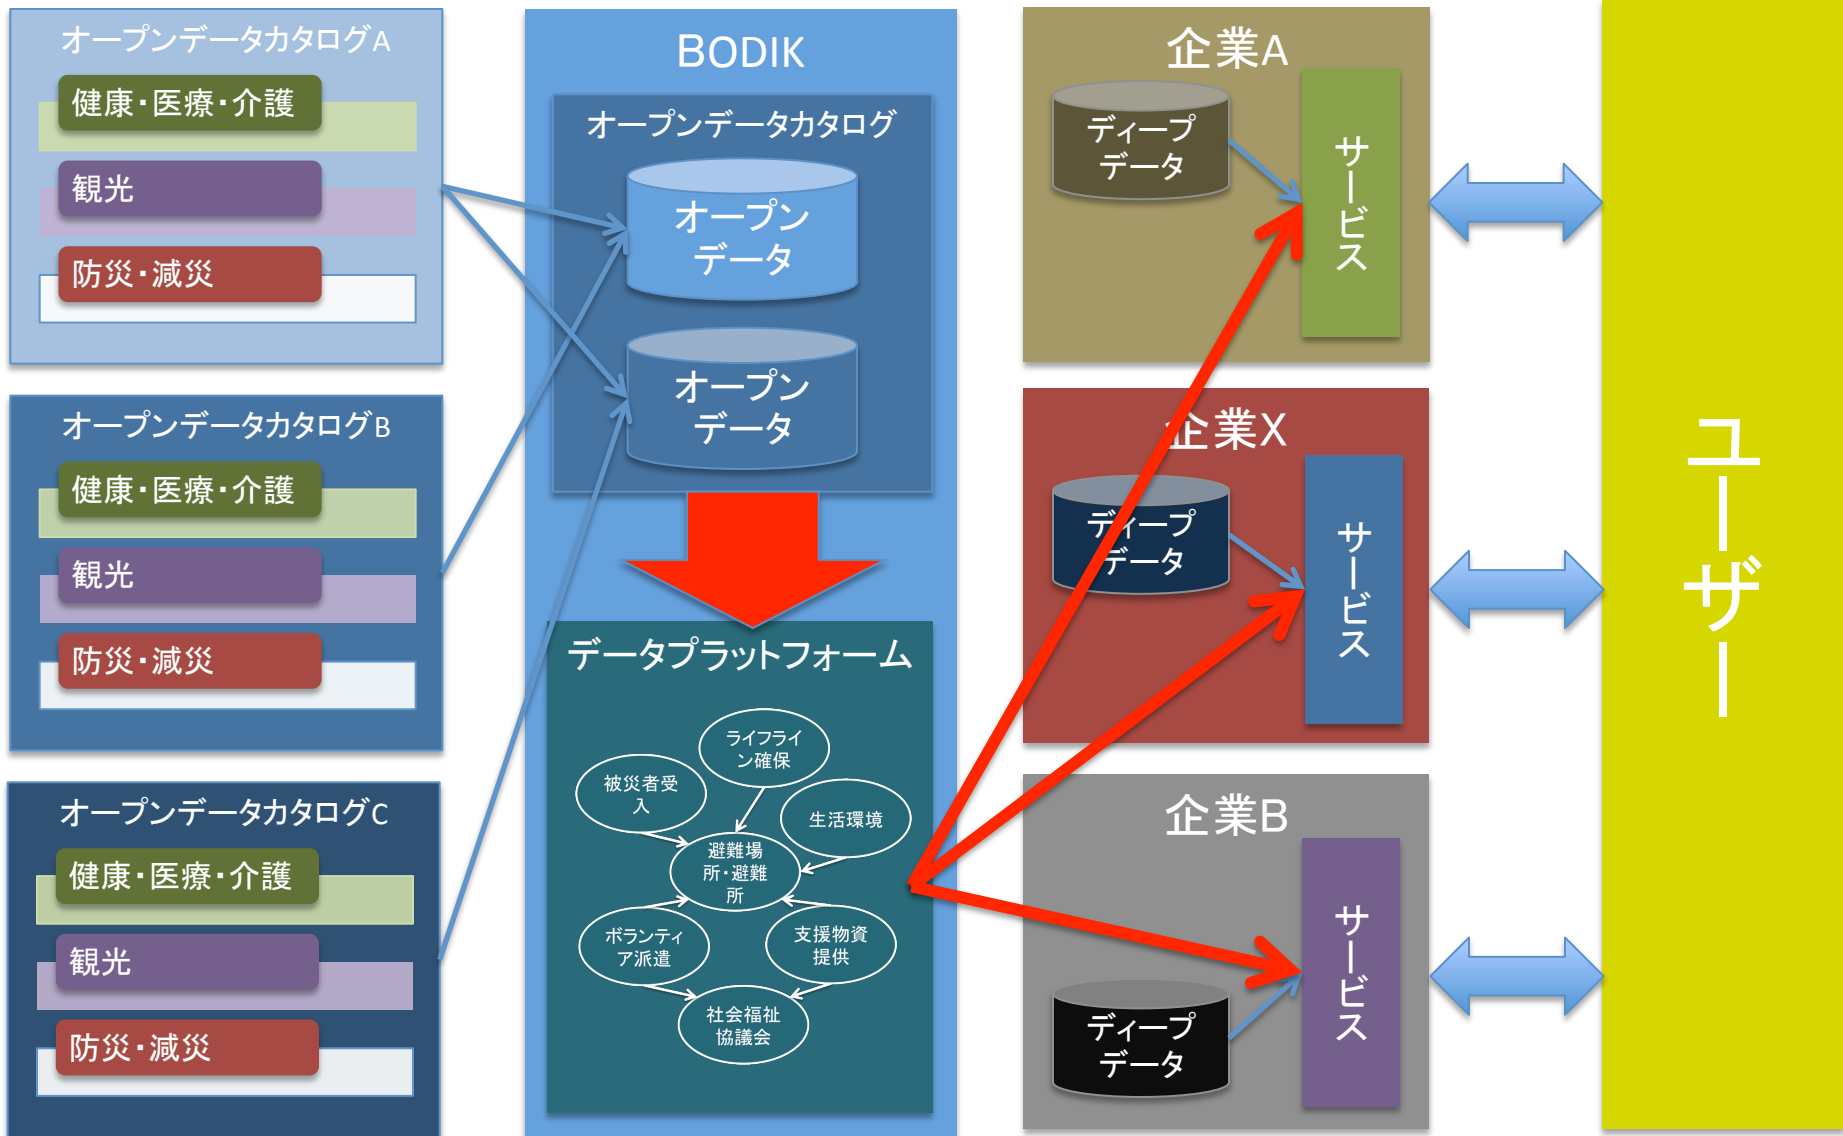 オープンデータカタログA
健康・医療・介護
観光
防災・減災
オープンデータカタログB
健康・医療・介護
観光
防災・減災
オープンデータカタログC
健康・医療・介護
観光
防災・減災
BODIK
オープンデータカタログ
オープン
データ
オープン
データ
データプラットフォーム
ライフライ
ン確保
被災者受
入
生活環境
避難場
所・避難
所
ボランティ
ア派遣
支援物資
提供
社会福祉
協議会
企業A
ディープ
データ
サービス
企業X
ディープ
データ
サービス
企業B
ディープ
データ
サービス
ユーザー